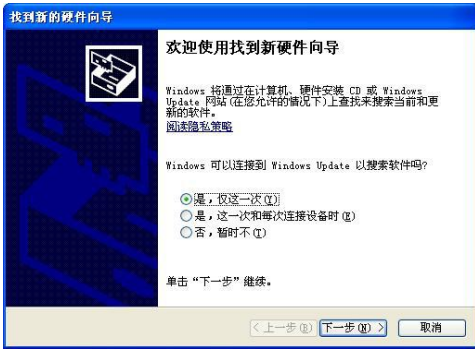 找到新的硬件向导
欢迎使用找到新硬件向导
Windows 将通过在计算机、硬件安装 CD 或 Windows
Update 网站(在您允许的情况下)上查找来搜索当前和更
新的软件。
阅读隐私策略
Windows 可以连接到 Windows Update 以搜索软件吗?
是，仅这一次(Y)
是，这一次和每次连接设备时(E)
否，暂时不(T)
单击“下一步”继续。
<上一步(B) 下一步(N)> 取消